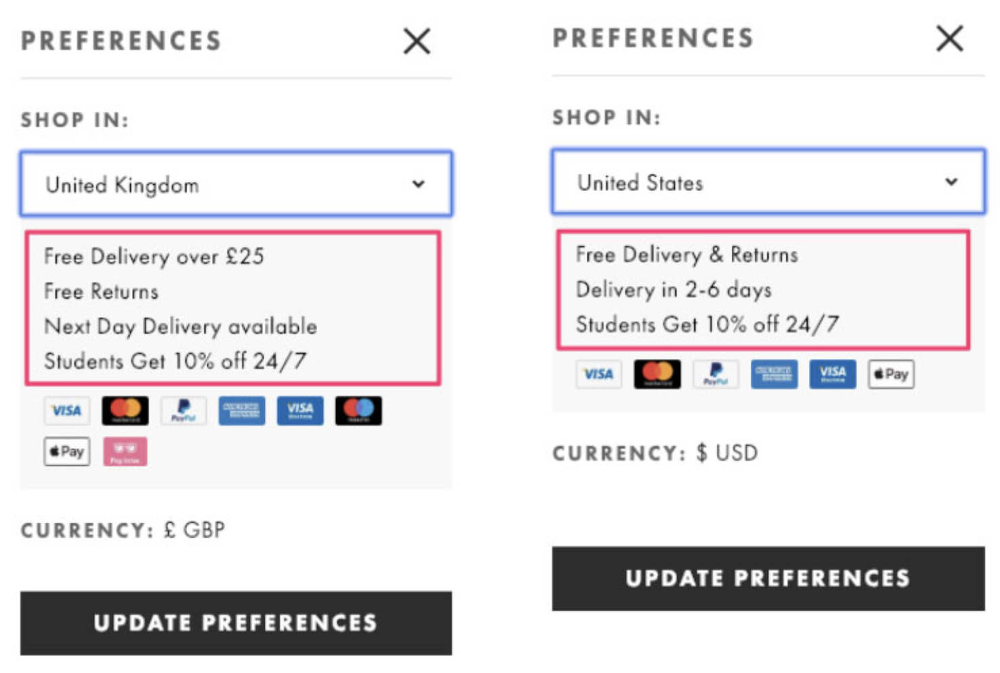 PREFERENCES
SHOP IN:
United Kingdom
Free Delivery over £25
Free Returns
Next Day Delivery available
Students Get 10% off 24/7
VISA PayPal VISA
Pay
CURRENCY: £ GBP
UPDATE PREFERENCES
PREFERENCES
SHOP IN:
United States
Free Delivery & Returns
Delivery in 2-6 days
Students Get 10% off 24/7
VISA PayPal VISA Pay
CURRENCY: $ USD
UPDATE PREFERENCES